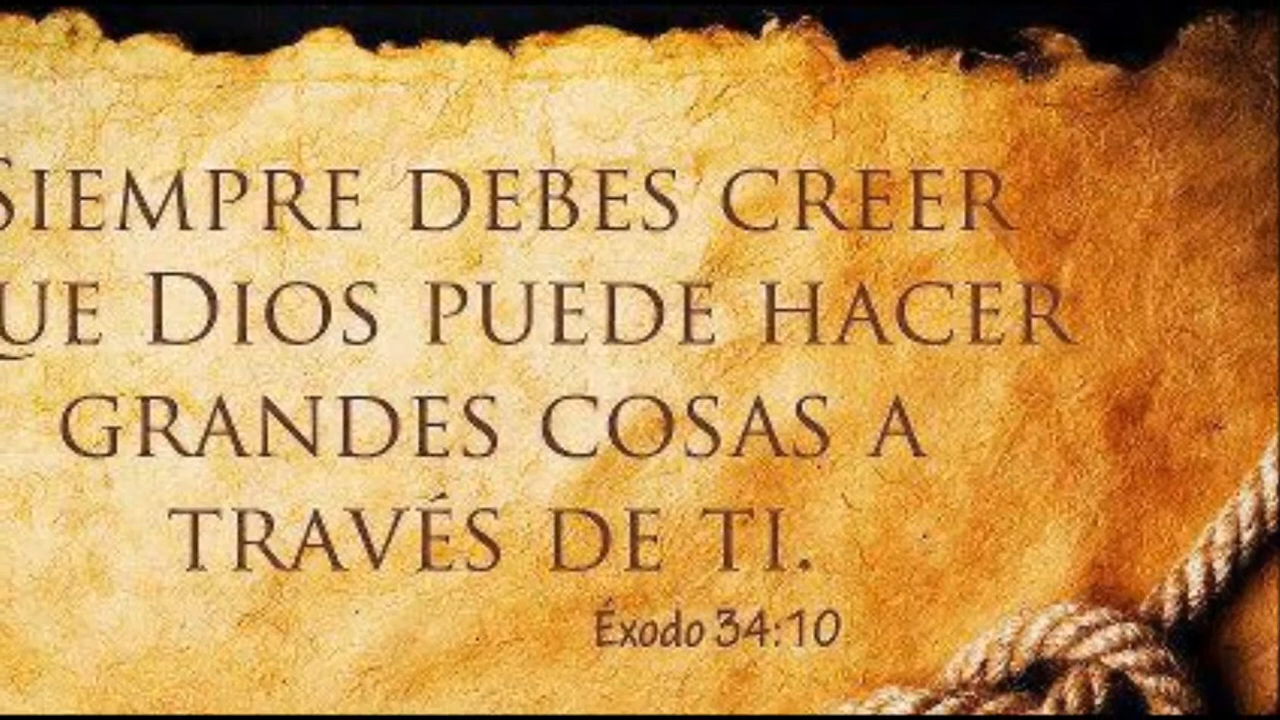 Siempre debes creer
que Dios puede hacer
grandes cosas a
través de ti.
Éxodo 34:10